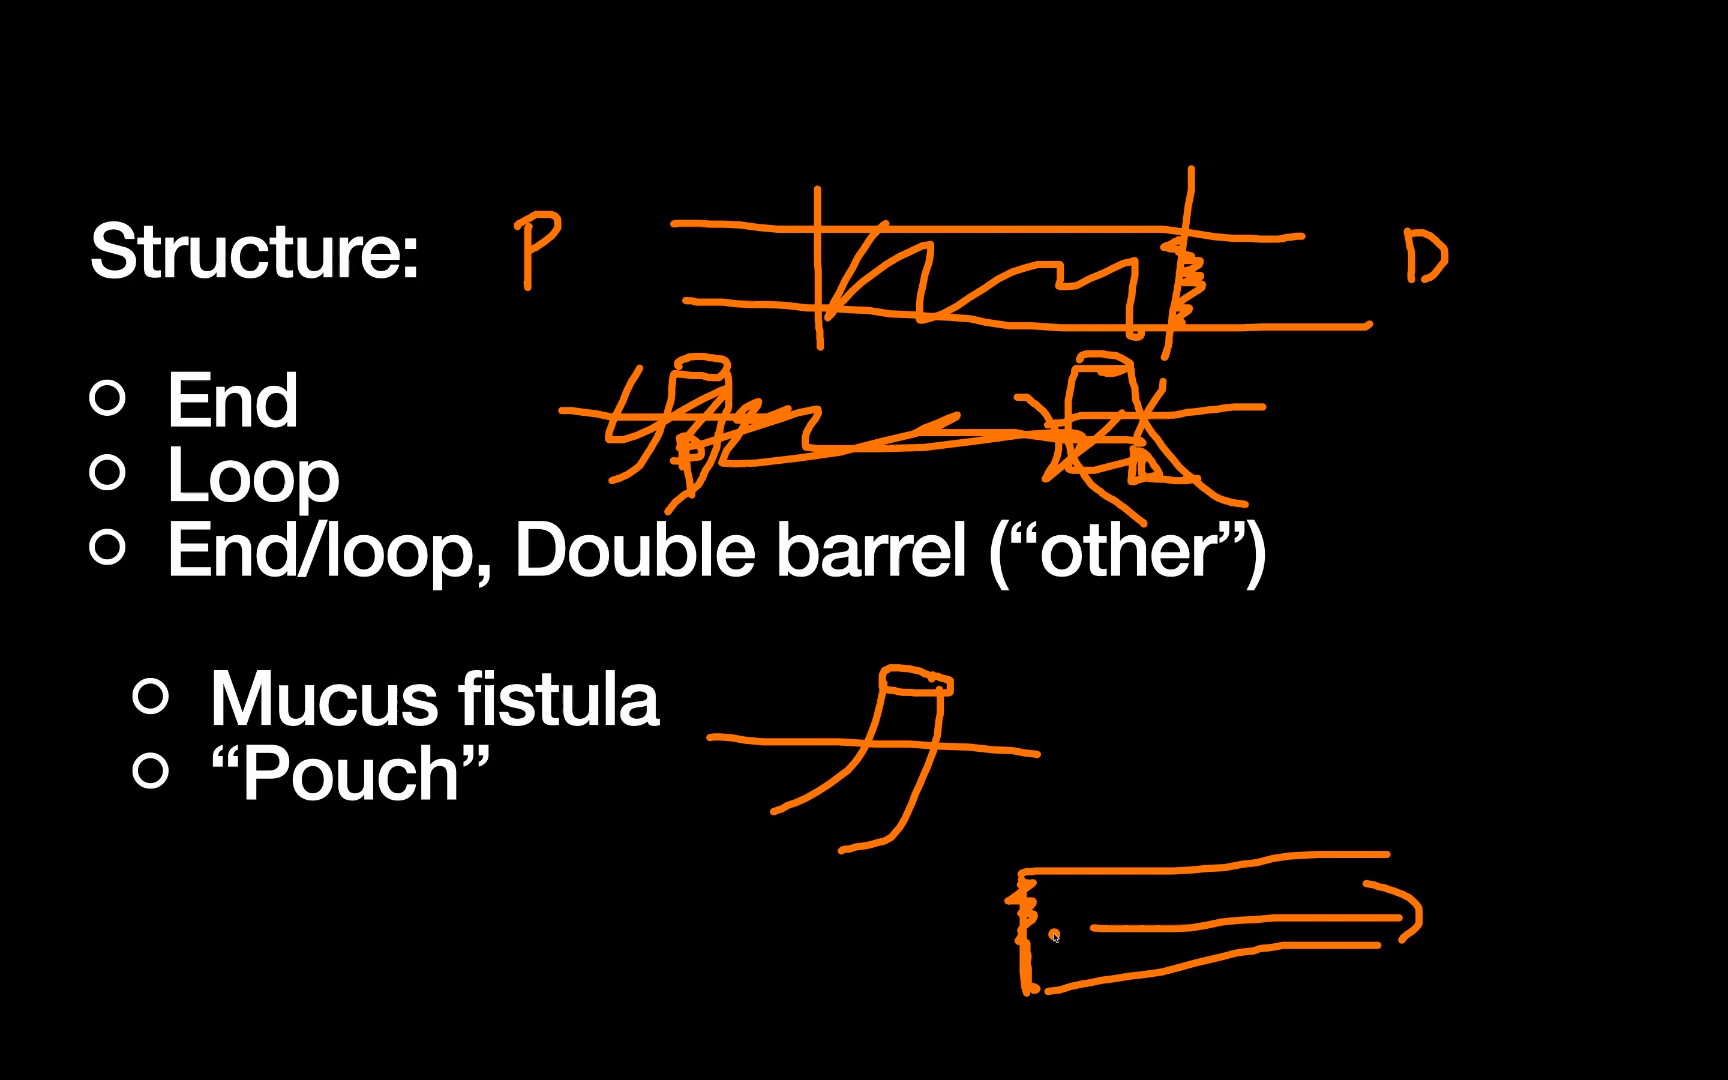 Structure: P D
○ End
○ Loop
○ End/loop, Double barrel (“other”)
○ Mucus fistula
○ “Pouch”